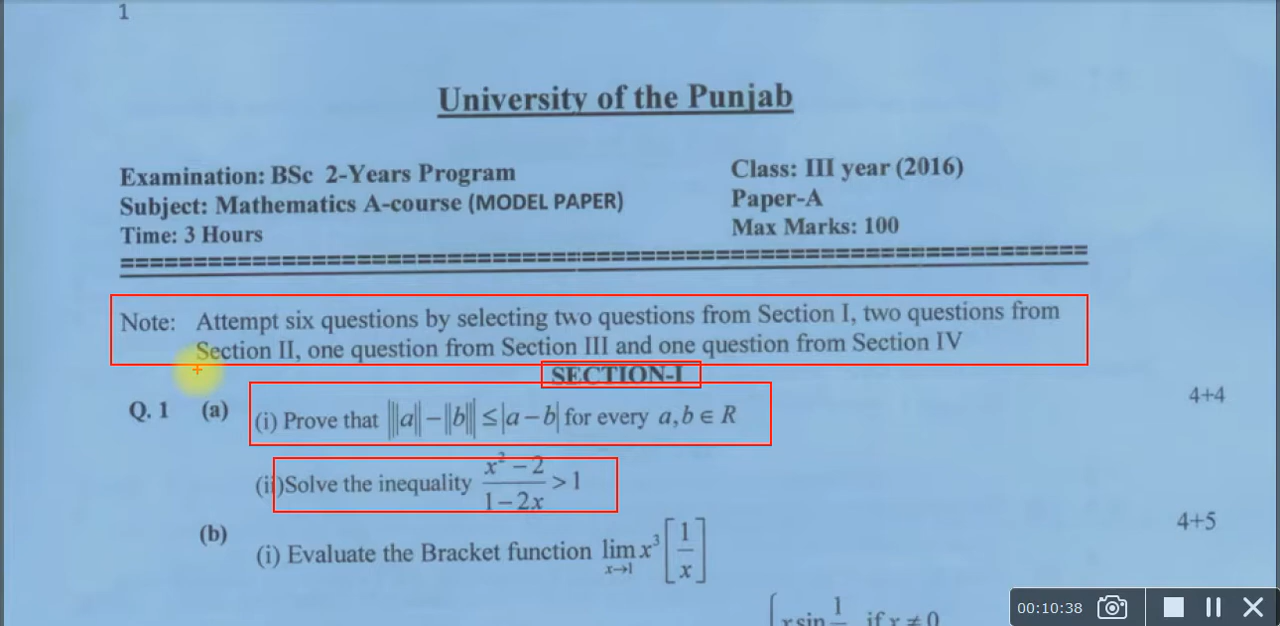 1
University of the Punjab
Examination: BSc 2-Years Program
Class: III year (2016)
Subject: Mathematics A-course (MODEL PAPER)
Paper-A
Time: 3 Hours
Max Marks: 100
Note: Attempt six questions by selecting two questions from Section I, two questions from
Section II, one question from Section III and one question from Section IV
SECTION-I
Q. 1 (a) (i) Prove that |||a|| - ||b||| ≤ |a - b| for every a, b ∈ R 4+4
(ii) Solve the inequality (x² - 2)/(1 - 2x) > 1
(b) 4+5
(i) Evaluate the Bracket function lim x→1 x³ [1/x]
x sin 1 if x ≠ 0
00:10:38